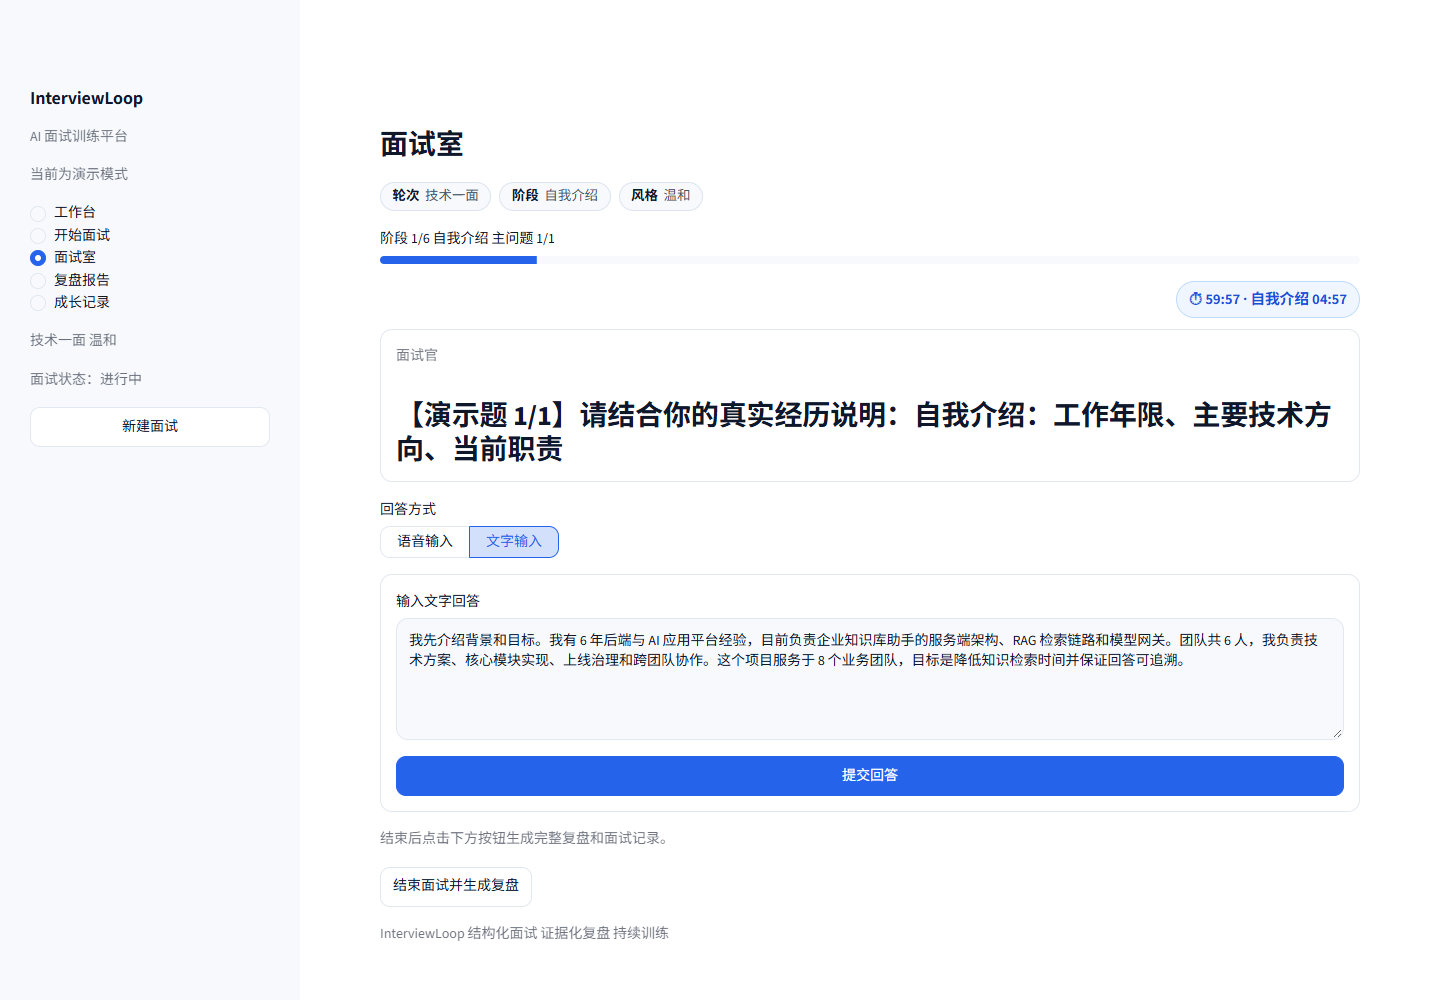 InterviewLoop
AI 面试训练平台
当前为演示模式
工作台
开始面试
面试室
复盘报告
成长记录
技术一面 温和
面试状态：进行中
新建面试
面试室
轮次 技术一面
阶段 自我介绍
风格 温和
阶段 1/6 自我介绍 主问题 1/1
⏱ 59:57 · 自我介绍 04:57
面试官
【演示题 1/1】请结合你的真实经历说明：自我介绍：工作年限、主要技术方
向、当前职责
回答方式
语音输入
文字输入
输入文字回答
我先介绍背景和目标。我有 6 年后端与 AI 应用平台经验，目前负责企业知识库助手的服务端架构、RAG 检索链路和模型网关。团队共 6 人，我负责技
术方案、核心模块实现、上线治理和跨团队协作。这个项目服务于 8 个业务团队，目标是降低知识检索时间并保证回答可追溯。
提交回答
结束后点击下方按钮生成完整复盘和面试记录。
结束面试并生成复盘
InterviewLoop 结构化面试 证据化复盘 持续训练